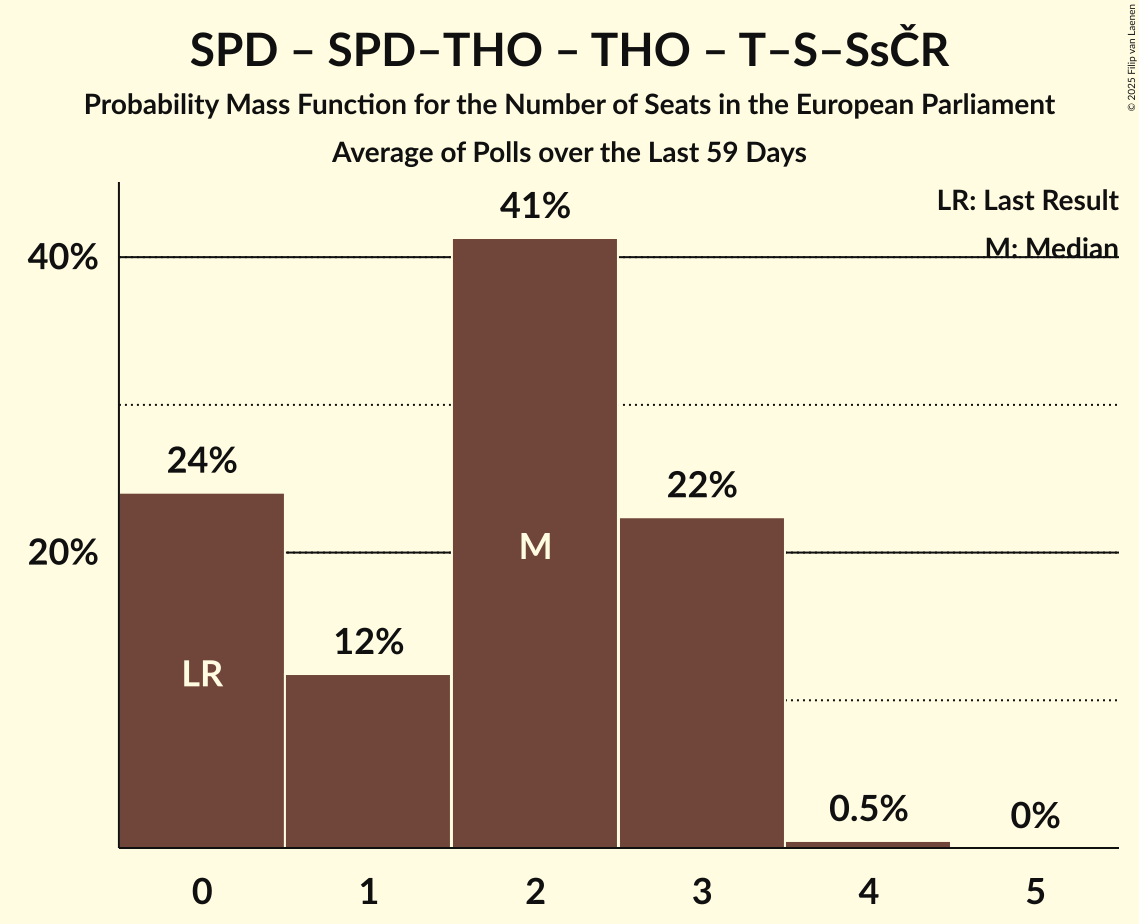 SPD – SPD–THO – THO – T–S–SsČR
Probability Mass Function for the Number of Seats in the European Parliament
Average of Polls over the Last 59 Days
© 2025 Filip van Laenen
LR: Last Result
M: Median
40%
20%
24%
12%
41%
22%
0.5%
0%
LR
M
0 1 2 3 4 5